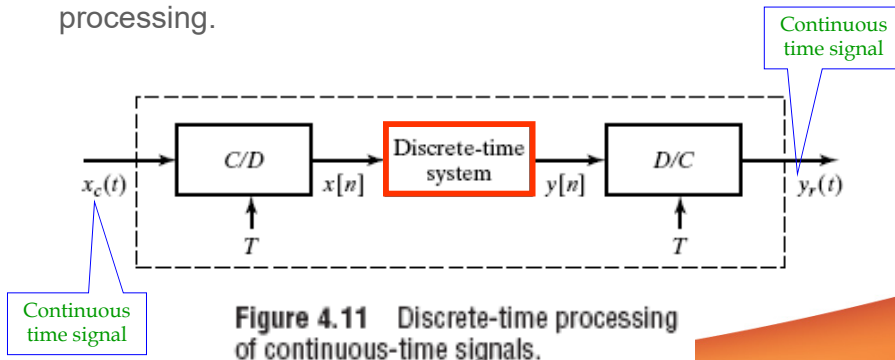 processing.
Continuous
time signal
C/D
Discrete-time
system
D/C
x_c(t)
x[n]
y[n]
y_r(t)
T
T
Continuous
time signal
Figure 4.11 Discrete-time processing
of continuous-time signals.